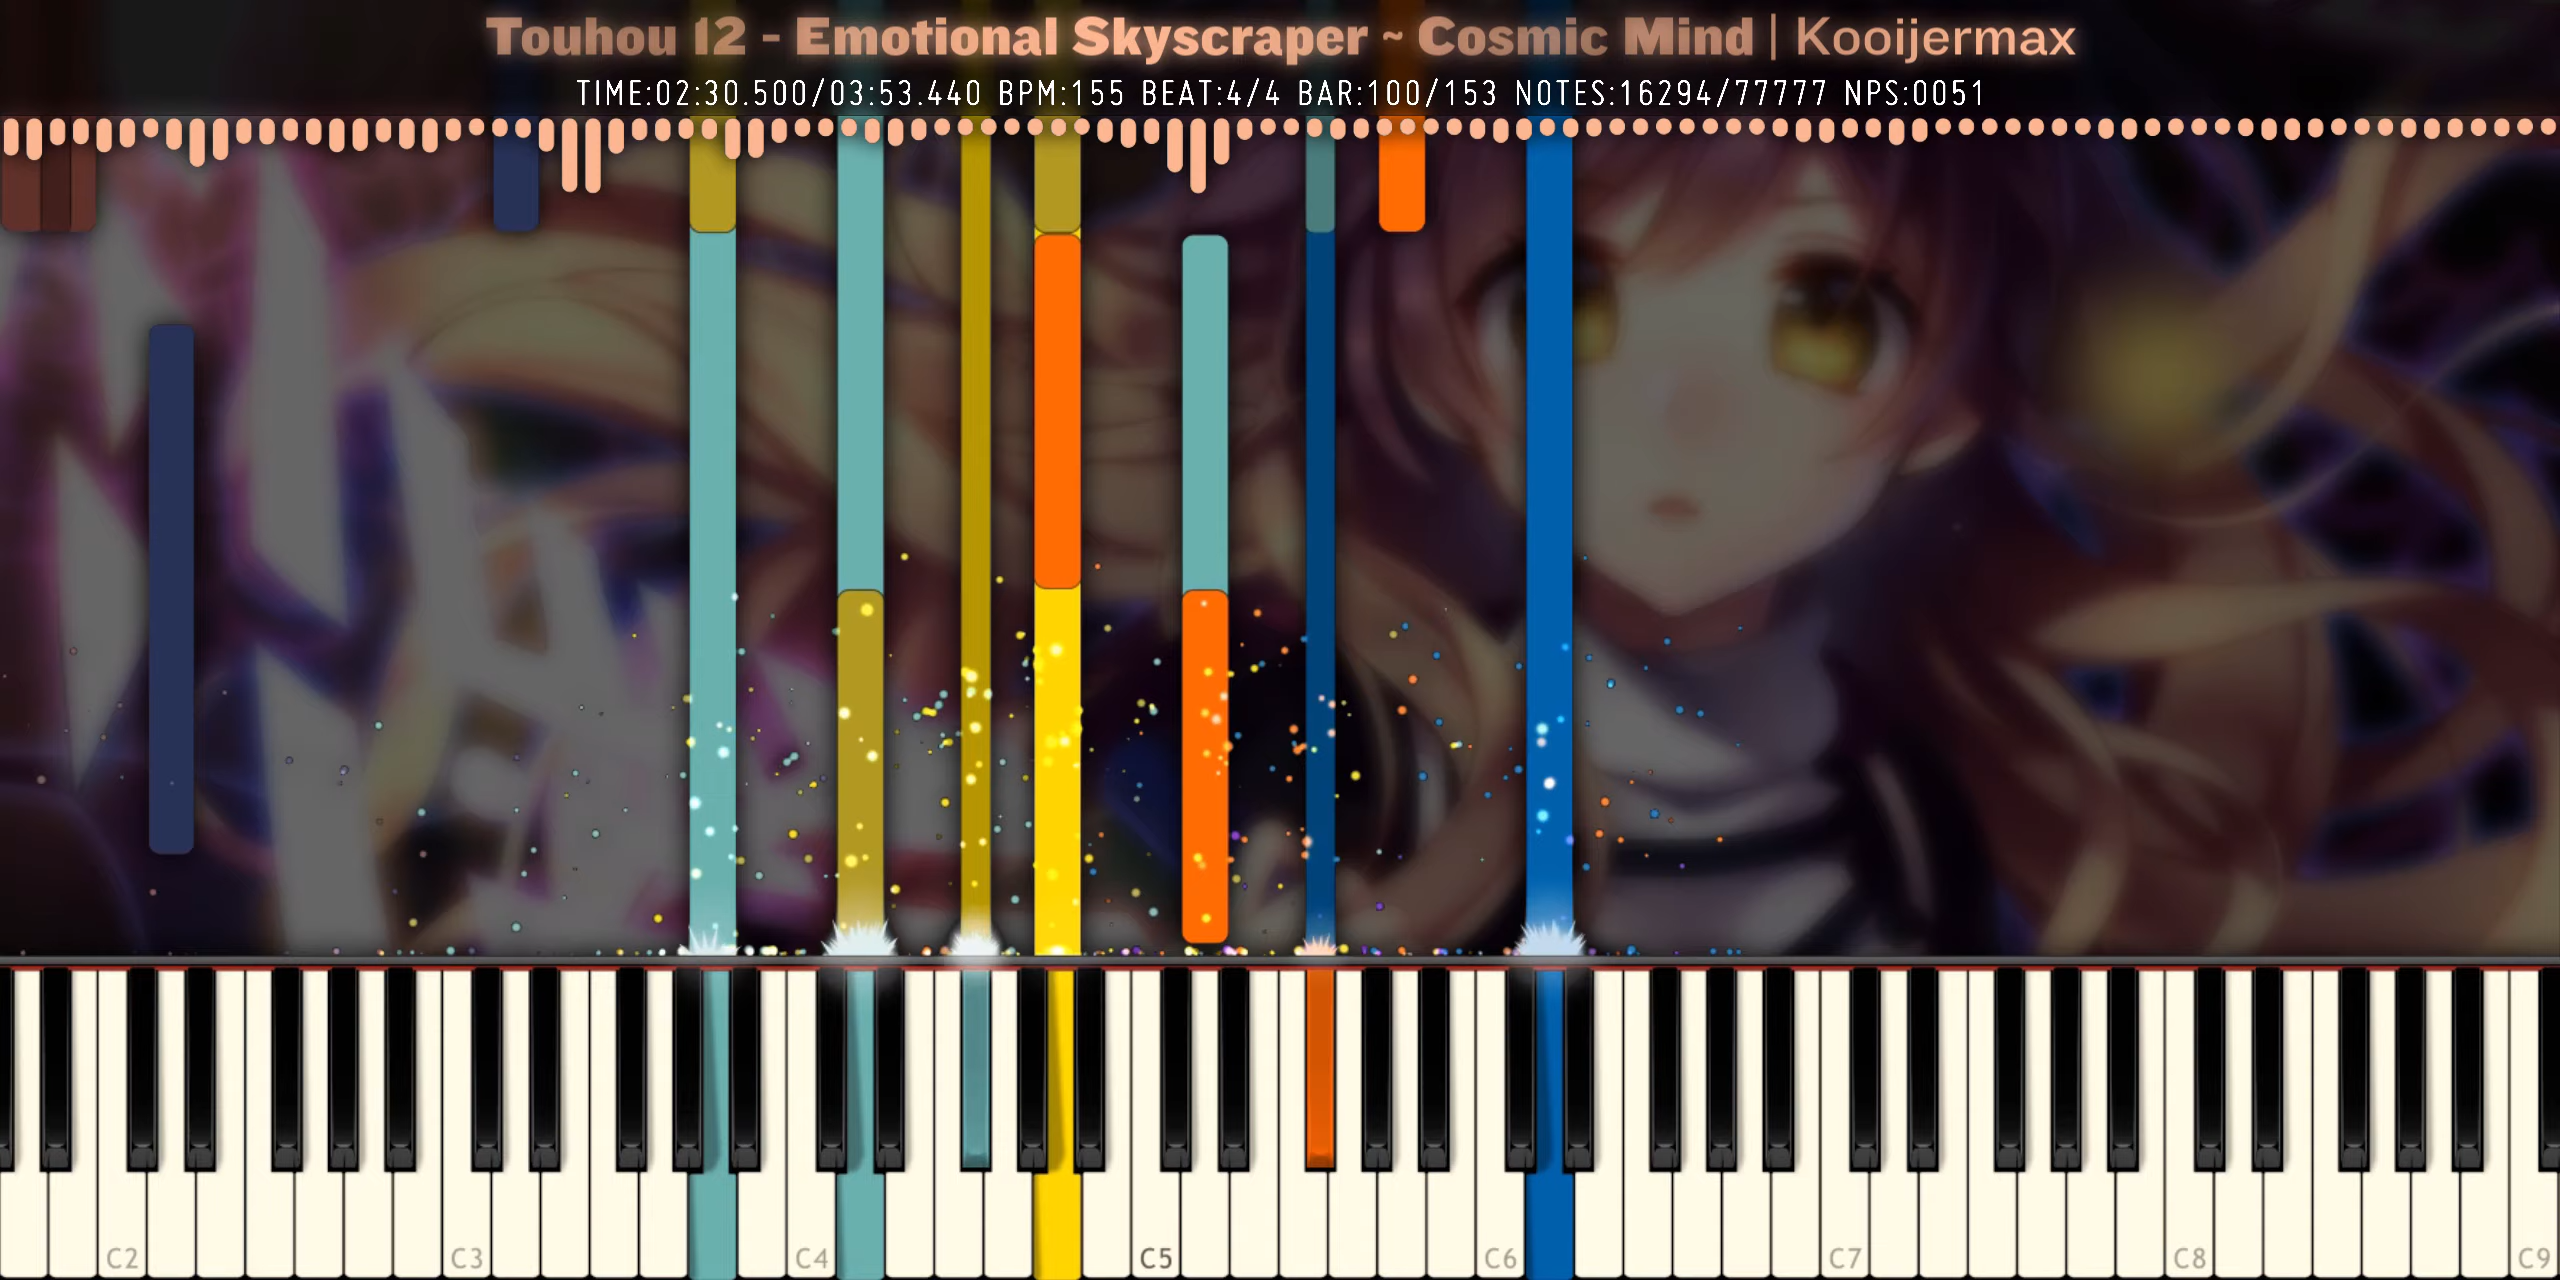 Touhou 12 - Emotional Skyscraper ~ Cosmic Mind | Kooijermax
TIME:02:30.500/03:53.440 BPM:155 BEAT:4/4 BAR:100/153 NOTES:16294/77777 NPS:0051
C2 C3 C4 C5 C6 C7 C8 C9